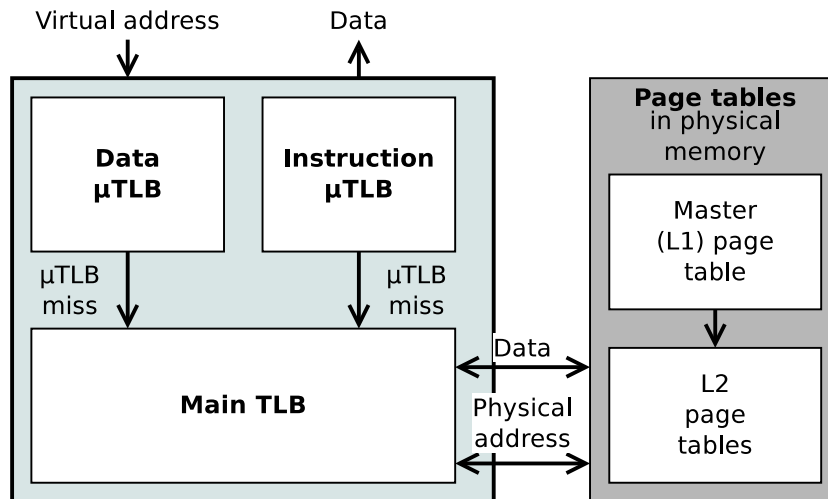 Virtual address
Data
Data
μTLB
Instruction
μTLB
μTLB
miss
μTLB
miss
Main TLB
Data
Physical
address
Page tables
in physical
memory
Master
(L1) page
table
L2
page
tables